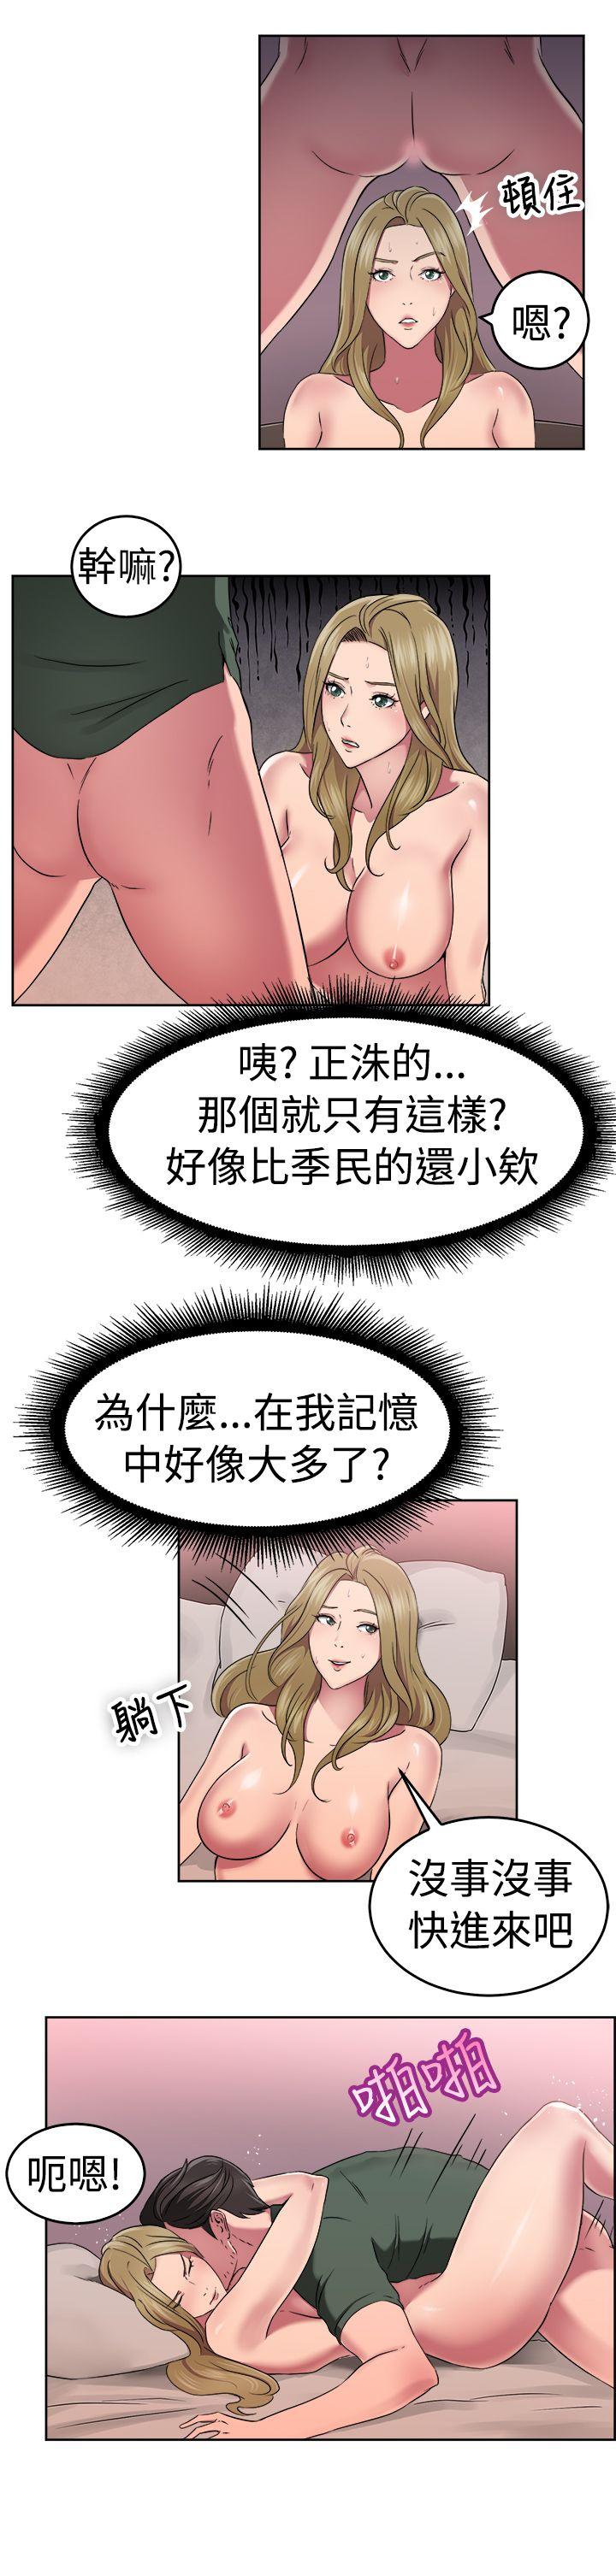 頓住
嗯?
幹嘛?
咦? 正洙的...
那個就只有這樣?
好像比季民的還小欸
為什麼...在我記憶
中好像大多了?
躺下
沒事沒事
快進來吧
啪啪
呃嗯!